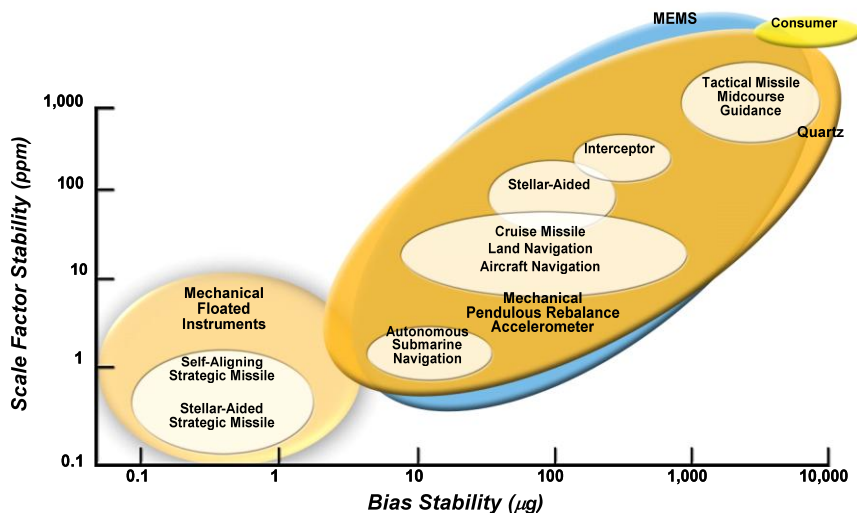 MEMS
Consumer
Tactical Missile
Midcourse
Guidance
Quartz
Interceptor
Stellar-Aided
Cruise Missile
Land Navigation
Aircraft Navigation
Mechanical
Pendulous Rebalance
Accelerometer
Autonomous
Submarine
Navigation
Mechanical
Floated
Instruments
Self-Aligning
Strategic Missile
Stellar-Aided
Strategic Missile
Scale Factor Stability (ppm)
1,000
100
10
1
0.1
0.1
1
10
100
1,000
10,000
Bias Stability (μg)